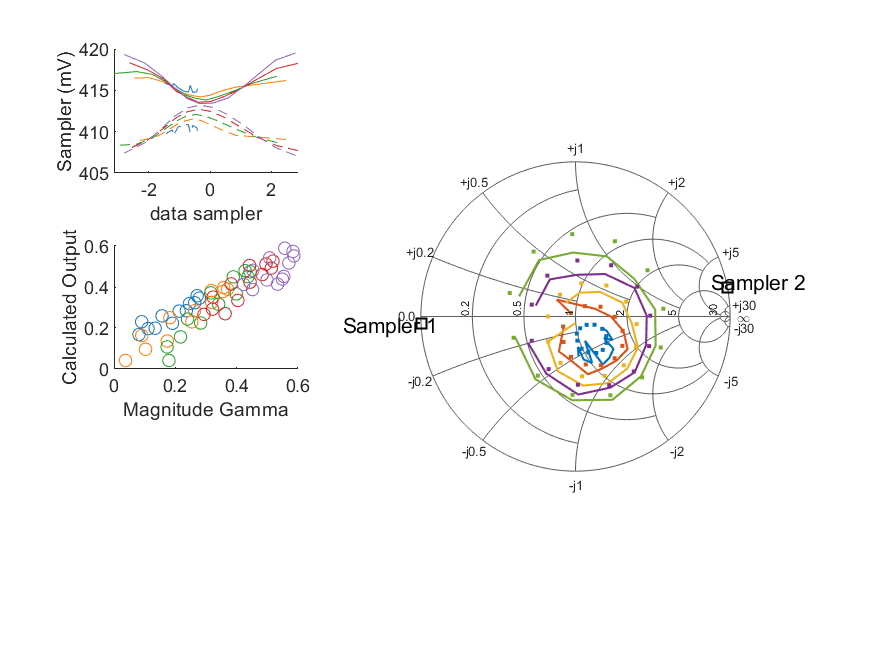 420
415
410
405
Sampler (mV)
-2
0
2
data sampler
0.6
0.4
0.2
0
Calculated Output
0
0.2
0.4
0.6
Magnitude Gamma
+j1
+j0.5
+j2
+j0.2
+j5
Sampler 2
+j30
0.0
0.2
0.5
1
2
5
30
∞
-j30
Sampler 1
-j0.2
-j5
-j0.5
-j2
-j1